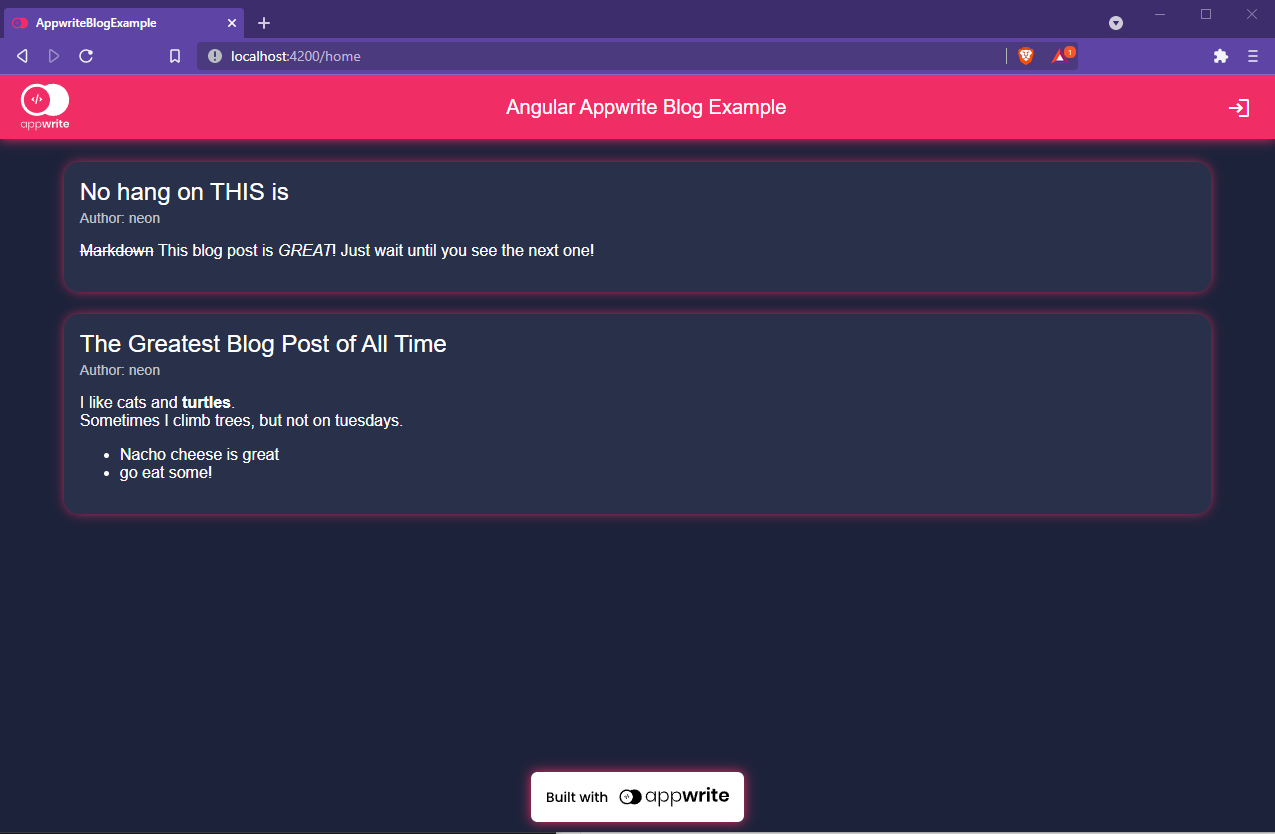 AppwriteBlogExample
localhost:4200/home
1
</>
appwrite
Angular Appwrite Blog Example
No hang on THIS is
Author: neon
Markdown This blog post is GREAT! Just wait until you see the next one!
The Greatest Blog Post of All Time
Author: neon
I like cats and turtles.
Sometimes I climb trees, but not on tuesdays.
• Nacho cheese is great
• go eat some!
Built with appwrite